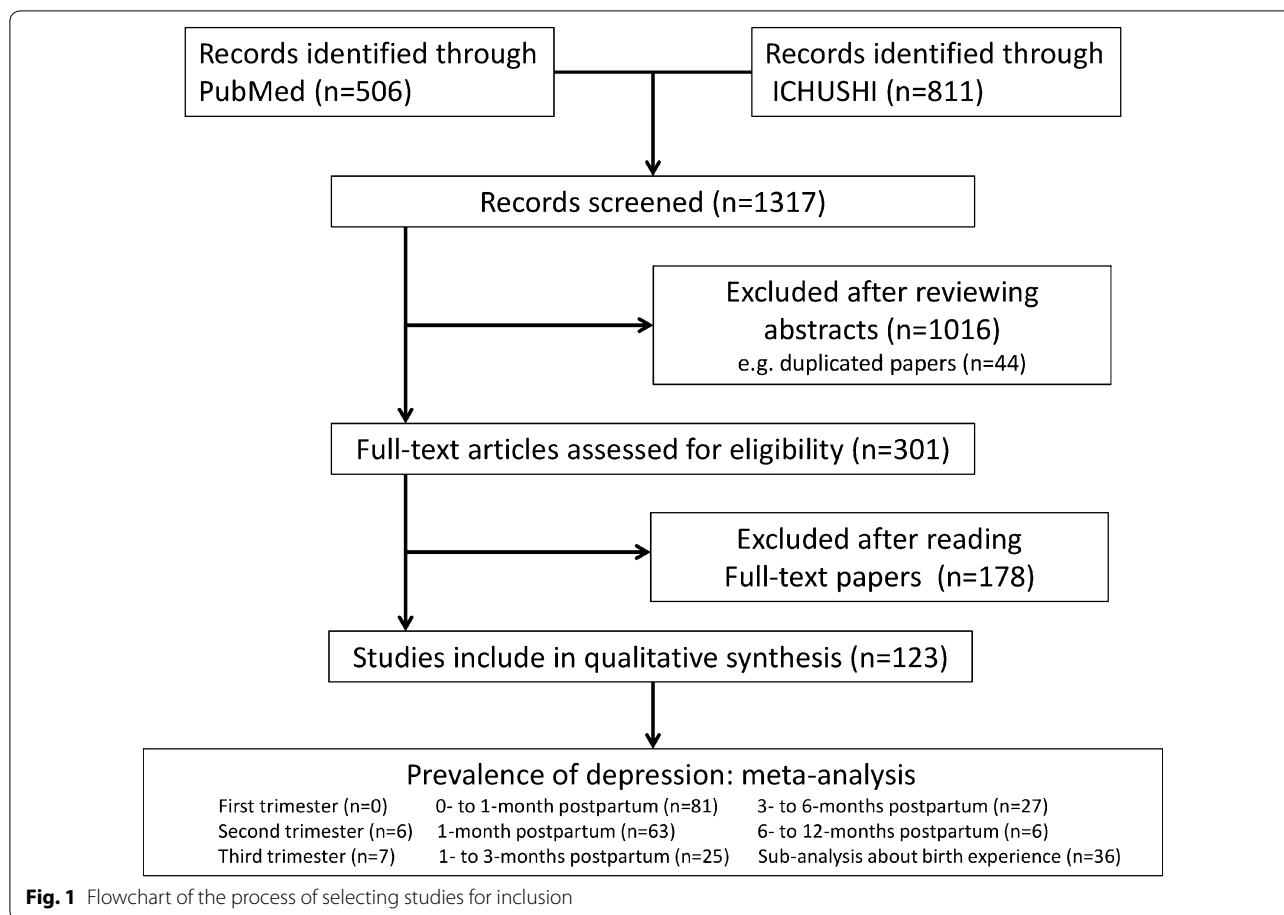 Records identified through
PubMed (n=506)
Records identified through
ICHUSHI (n=811)
Records screened (n=1317)
Excluded after reviewing
abstracts (n=1016)
e.g. duplicated papers (n=44)
Full-text articles assessed for eligibility (n=301)
Excluded after reading
Full-text papers (n=178)
Studies include in qualitative synthesis (n=123)
Prevalence of depression: meta-analysis
First trimester (n=0) 0- to 1-month postpartum (n=81) 3- to 6-months postpartum (n=27)
Second trimester (n=6) 1-month postpartum (n=63) 6- to 12-months postpartum (n=6)
Third trimester (n=7) 1- to 3-months postpartum (n=25) Sub-analysis about birth experience (n=36)
Fig. 1 Flowchart of the process of selecting studies for inclusion